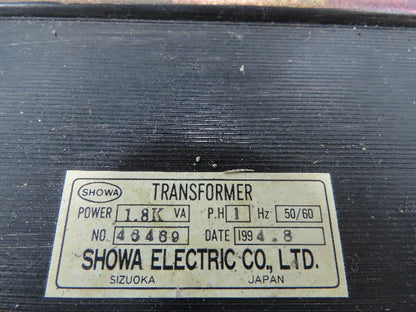 SHOWA TRANSFORMER
POWER 1.8K VA P.H 1 Hz 50/60
NO. 46469 DATE 1994.8
SHOWA ELECTRIC CO., LTD.
SIZUOKA JAPAN